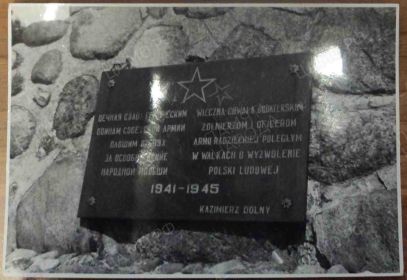 ВЕЧНАЯ СЛАВА ГЕРОИЧЕСКИМ
ВОИНАМ СОВЕТСКОЙ АРМИИ
ПАВШИМ В БОЯХ
ЗА ОСВОБОЖДЕНИЕ
НАРОДНОЙ ПОЛЬШИ
WIECZNA CHWAŁA BOHATERSKIM
ŻOŁNIERZOM I OFICEROM
ARMII RADZIECKIEJ POLEGŁYM
W WALKACH O WYZWOLENIE
POLSKI LUDOWEJ
1941-1945
KAZIMIERZ DOLNY